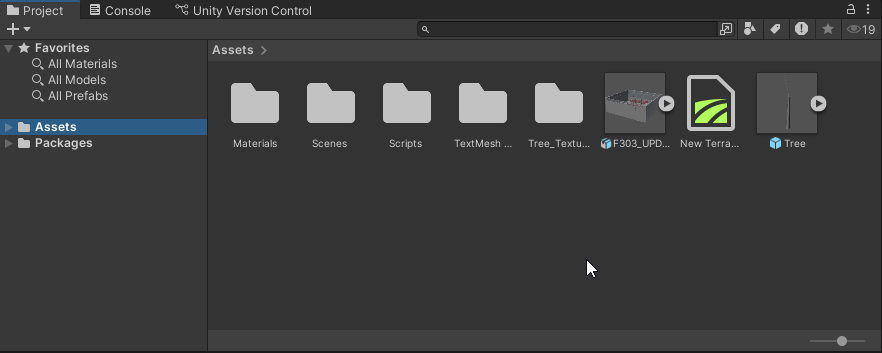 Project Console Unity Version Control
19
Favorites
All Materials
All Models
All Prefabs
Assets
Packages
Assets
Materials Scenes Scripts TextMesh ... Tree_Textu... F303_UPD... New Terra... Tree